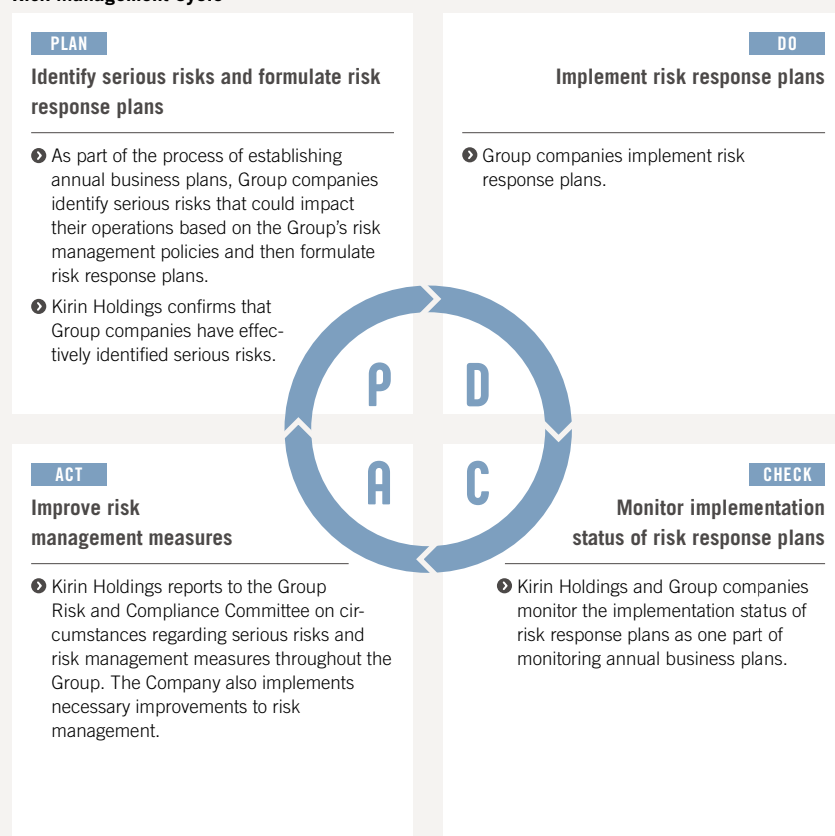 PLAN
Identify serious risks and formulate risk
response plans
As part of the process of establishing
annual business plans, Group companies
identify serious risks that could impact
their operations based on the Group's risk
management policies and then formulate
risk response plans.
Kirin Holdings confirms that
Group companies have effec-
tively identified serious risks.
DO
Implement risk response plans
Group companies implement risk
response plans.
P
D
A
C
ACT
Improve risk
management measures
Kirin Holdings reports to the Group
Risk and Compliance Committee on cir-
cumstances regarding serious risks and
risk management measures throughout the
Group. The Company also implements
necessary improvements to risk
management.
CHECK
Monitor implementation
status of risk response plans
Kirin Holdings and Group companies
monitor the implementation status of
risk response plans as one part of
monitoring annual business plans.